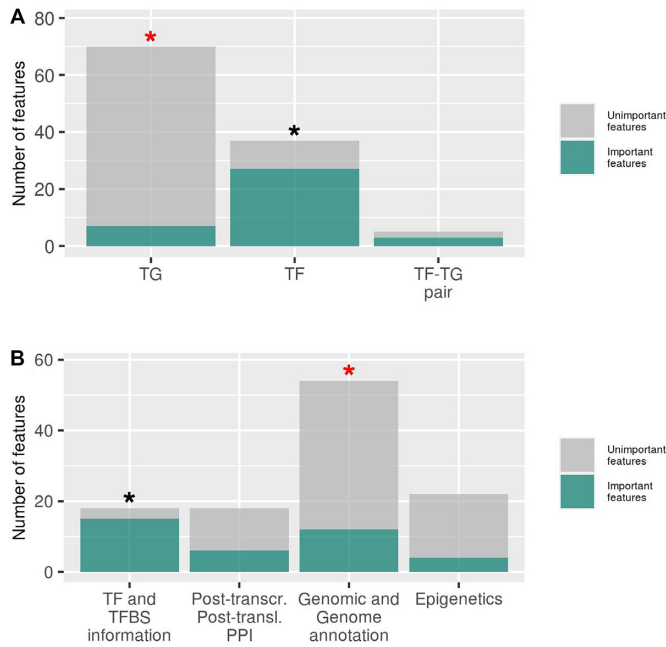 A
Number of features
80
60
40
20
0
*
*
TG
TF
TF-TG
pair
Unimportant
features
Important
features
B
Number of features
60
40
20
0
*
*
TF and
TFBS
information
Post-transcr.
Post-transl.
PPI
Genomic and
Genome
annotation
Epigenetics
Unimportant
features
Important
features